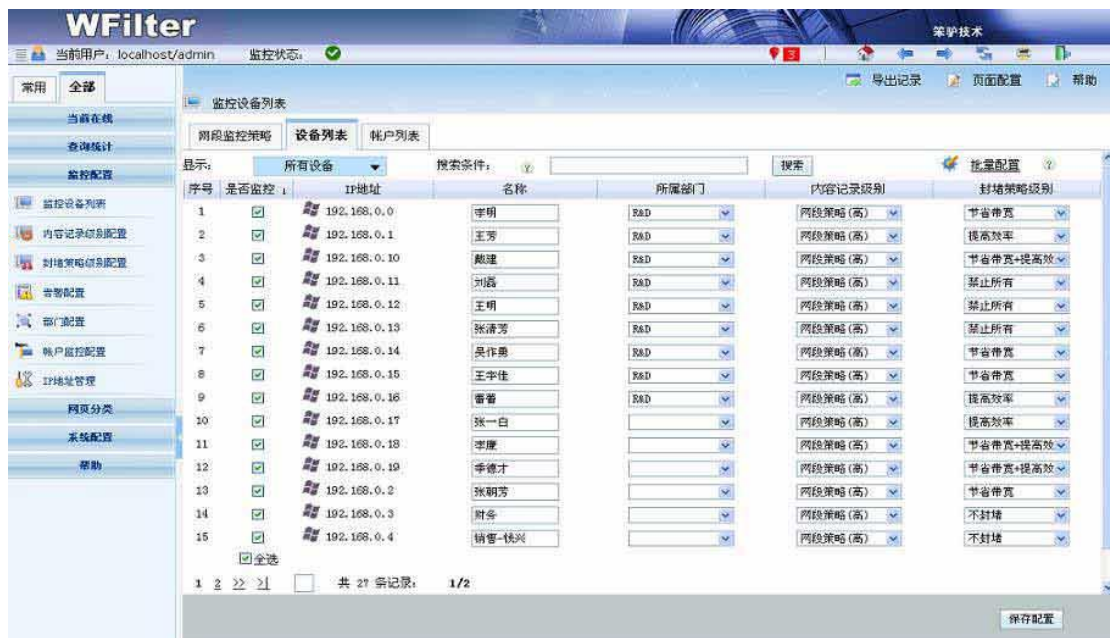 WFilter
笨驴技术
当前用户: localhost/admin 监控状态: 3
常用 全部
导出记录 页面配置 帮助
当前在线
查询统计
监控配置
监控设备列表
内容记录级别配置
封堵策略级别配置
告警配置
部门配置
帐户监控配置
IP地址管理
网页分类
系统配置
帮助
监控设备列表
网段监控策略 设备列表 帐户列表
显示: 所有设备 搜索条件: 搜索 批量配置
序号 是否监控 IP地址 名称 所属部门 内容记录级别 封堵策略级别
1 192.168.0.0 李明 R&D 网段策略(高) 节省带宽
2 192.168.0.1 王芳 R&D 网段策略(高) 提高效率
3 192.168.0.10 戴建 R&D 网段策略(高) 节省带宽+提高效
4 192.168.0.11 刘磊 R&D 网段策略(高) 禁止所有
5 192.168.0.12 王明 R&D 网段策略(高) 禁止所有
6 192.168.0.13 张清芳 R&D 网段策略(高) 禁止所有
7 192.168.0.14 吴作勇 R&D 网段策略(高) 节省带宽
8 192.168.0.15 王宇佳 R&D 网段策略(高) 节省带宽
9 192.168.0.16 R&D 网段策略(高) 提高效率
10 192.168.0.17 张一白 网段策略(高) 提高效率
11 192.168.0.18 李康 网段策略(高) 节省带宽+提高效
12 192.168.0.19 季德才 网段策略(高) 节省带宽+提高效
13 192.168.0.2 张朝芳 网段策略(高) 节省带宽
14 192.168.0.3 财务 网段策略(高) 不封堵
15 192.168.0.4 网段策略(高) 不封堵
全选
1 2 >> >| 共 27 条记录: 1/2
保存配置